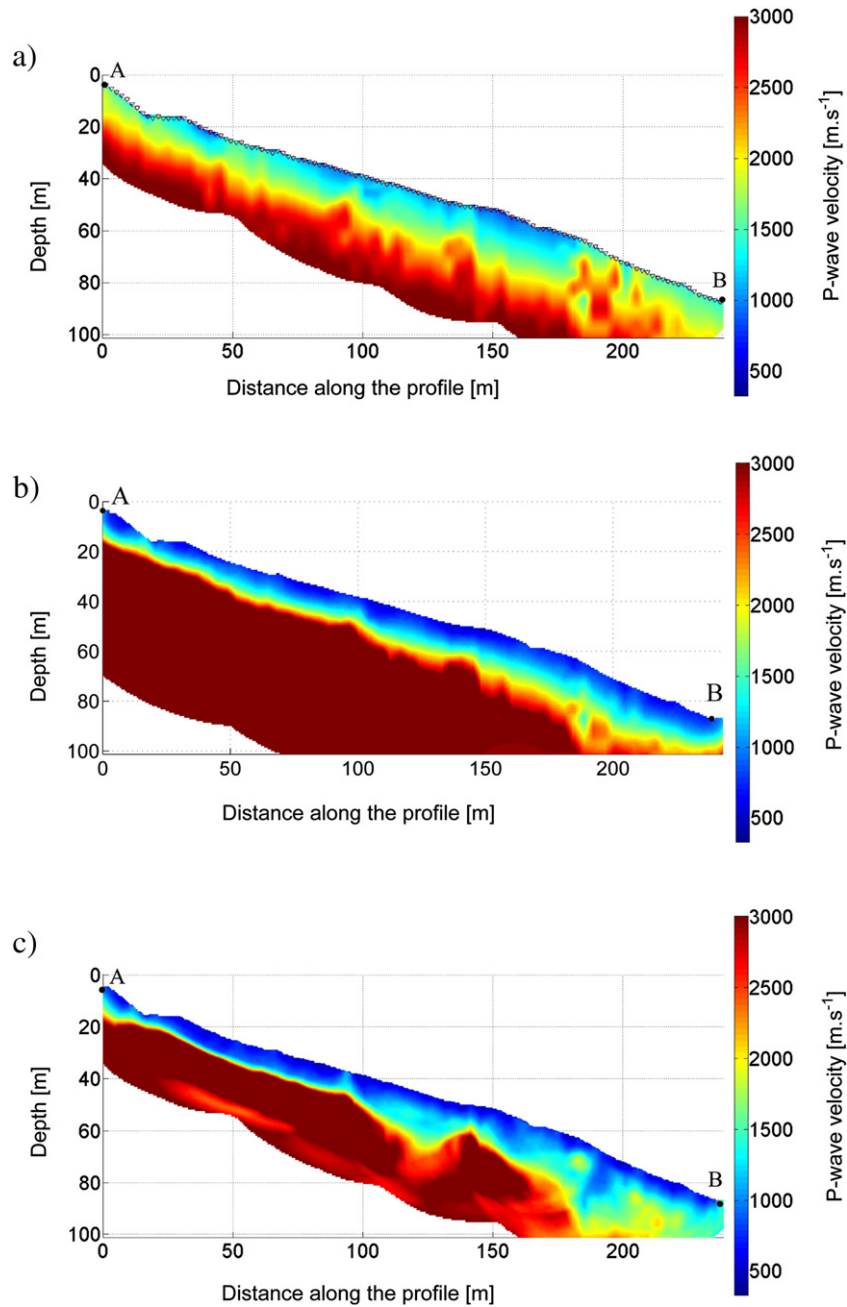 a)
A
B
0
20
40
60
80
100
Depth [m]
0 50 100 150 200
Distance along the profile [m]
3000
2500
2000
1500
1000
500
P-wave velocity [m.s⁻¹]
b)
A
B
0
20
40
60
80
100
Depth [m]
0 50 100 150 200
Distance along the profile [m]
3000
2500
2000
1500
1000
500
P-wave velocity [m.s⁻¹]
c)
A
B
0
20
40
60
80
100
Depth [m]
0 50 100 150 200
Distance along the profile [m]
3000
2500
2000
1500
1000
500
P-wave velocity [m.s⁻¹]